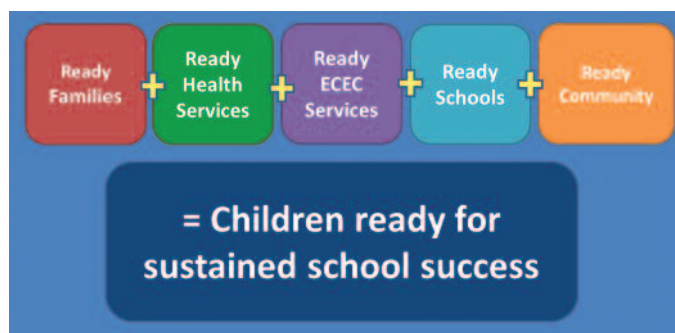 Ready
Families
+
Ready
Health
Services
+
Ready
ECEC
Services
+
Ready
Schools
+
Ready
Community
= Children ready for
sustained school success